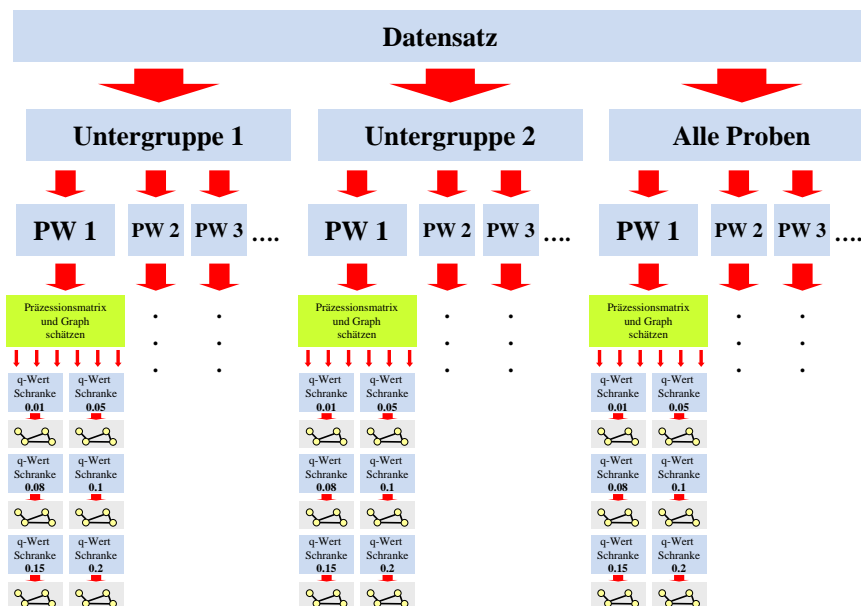 Datensatz
Untergruppe 1
Untergruppe 2
Alle Proben
PW 1
PW 2
PW 3
....
PW 1
PW 2
PW 3
....
PW 1
PW 2
PW 3
....
Präzessionsmatrix
und Graph
schätzen
Präzessionsmatrix
und Graph
schätzen
Präzessionsmatrix
und Graph
schätzen
q-Wert
Schranke
0.01
q-Wert
Schranke
0.05
q-Wert
Schranke
0.01
q-Wert
Schranke
0.05
q-Wert
Schranke
0.01
q-Wert
Schranke
0.05
q-Wert
Schranke
0.08
q-Wert
Schranke
0.1
q-Wert
Schranke
0.08
q-Wert
Schranke
0.1
q-Wert
Schranke
0.08
q-Wert
Schranke
0.1
q-Wert
Schranke
0.15
q-Wert
Schranke
0.2
q-Wert
Schranke
0.15
q-Wert
Schranke
0.2
q-Wert
Schranke
0.15
q-Wert
Schranke
0.2